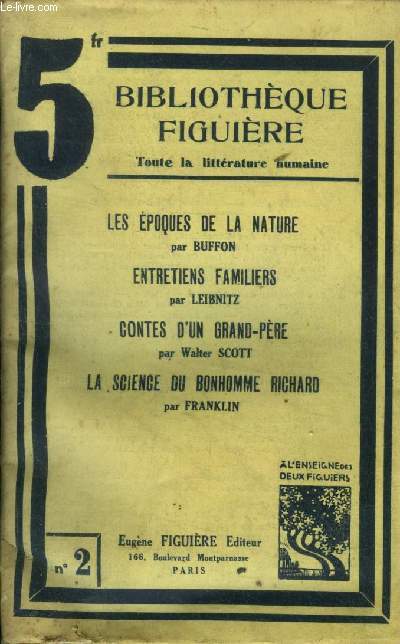 © Le-Livre.com
5 fr
BIBLIOTHÈQUE
FIGUIÈRE
Toute la littérature humaine
LES ÉPOQUES DE LA NATURE
par BUFFON
ENTRETIENS FAMILIERS
par LEIBNITZ
CONTES D'UN GRAND-PÈRE
par Walter SCOTT
LA SCIENCE DU BONHOMME RICHARD
par FRANKLIN
A L'ENSEIGNE DES
DEUX FIGUIERS
n° 2
Eugène FIGUIÈRE Editeur
166, Boulevard Montparnasse
PARIS